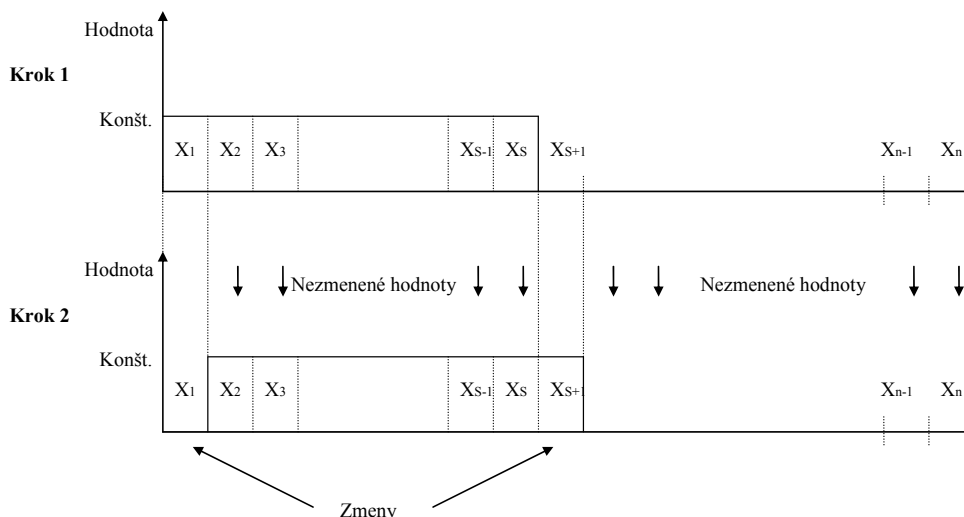 Hodnota
Krok 1
Konšt.
X1 X2 X3 XS-1 XS XS+1 Xn-1 Xn
Hodnota
Nezmenené hodnoty Nezmenené hodnoty
Krok 2
Konšt.
X1 X2 X3 XS-1 XS XS+1 Xn-1 Xn
Zmeny